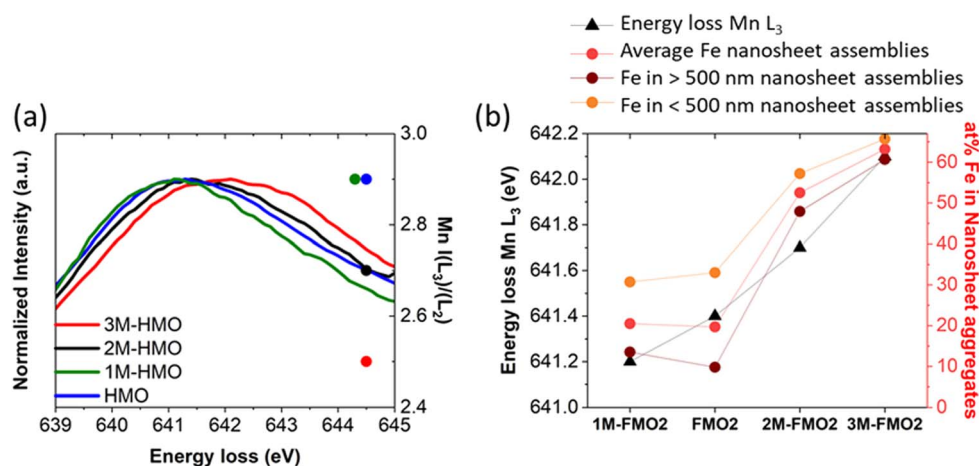 Energy loss Mn L3
Average Fe nanosheet assemblies
Fe in > 500 nm nanosheet assemblies
Fe in < 500 nm nanosheet assemblies
(a)
Normalized Intensity (a.u.)
3M-HMO
2M-HMO
1M-HMO
HMO
639 640 641 642 643 644 645
Energy loss (eV)
3.0
2.8
2.6
2.4
Mn I(L3)/(L2)
(b)
Energy loss Mn L3 (eV)
642.2
642.0
641.8
641.6
641.4
641.2
641.0
1M-FMO2 FMO2 2M-FMO2 3M-FMO2
60
50
40
30
20
10
0
at% Fe in Nanosheet aggregates